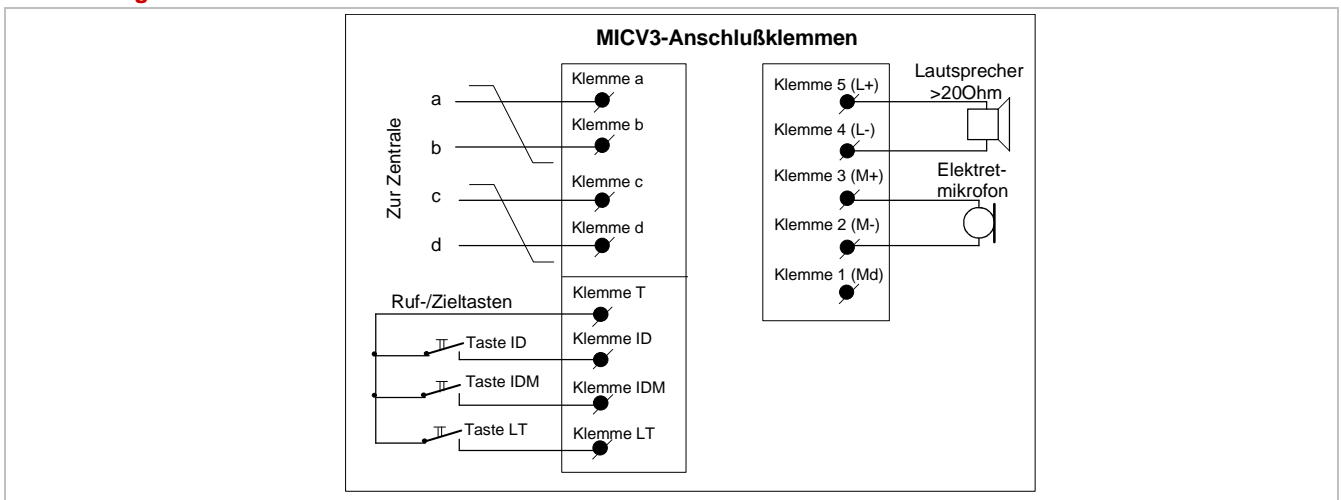 MICV3-Anschlußklemmen
Zur Zentrale
a
b
c
d
Klemme a
Klemme b
Klemme c
Klemme d
Ruf-/Zieltasten
Klemme T
Taste ID
Klemme ID
Taste IDM
Klemme IDM
Taste LT
Klemme LT
Klemme 5 (L+)
Klemme 4 (L-)
Klemme 3 (M+)
Klemme 2 (M-)
Klemme 1 (Md)
Lautsprecher
>20Ohm
Elektret-
mikrofon